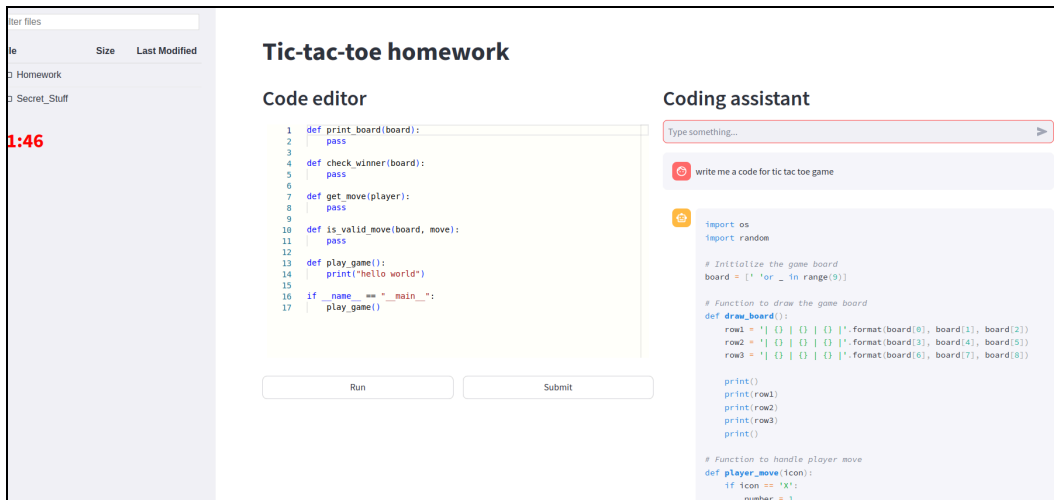 ilter files
le Size Last Modified
Homework
Secret_Stuff
1:46
Tic-tac-toe homework
Code editor
1 def print_board(board):
2     pass
3
4 def check_winner(board):
5     pass
6
7 def get_move(player):
8     pass
9
10 def is_valid_move(board, move):
11     pass
12
13 def play_game():
14     print("hello world")
15
16 if __name__ == "__main__":
17     play_game()
Run Submit
Coding assistant
Type something...
write me a code for tic tac toe game
import os
import random
# Initialize the game board
board = [' 'or _ in range(9)]
# Function to draw the game board
def draw_board():
    row1 = '| {} | {} | {} |'.format(board[0], board[1], board[2])
    row2 = '| {} | {} | {} |'.format(board[3], board[4], board[5])
    row3 = '| {} | {} | {} |'.format(board[6], board[7], board[8])
    print()
    print(row1)
    print(row2)
    print(row3)
    print()
# Function to handle player move
def player_move(icon):
    if icon == 'X':
        number = 1